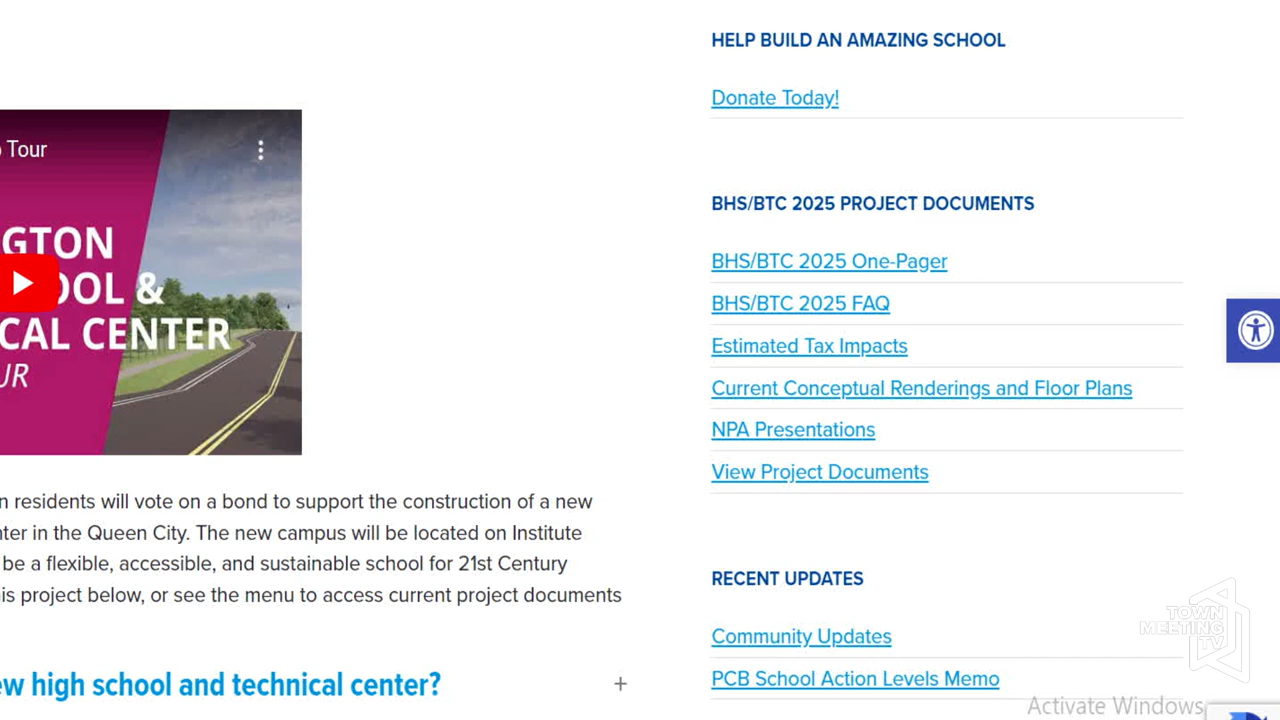 Tour
GTON
OOL &
CAL CENTER
UR
n residents will vote on a bond to support the construction of a new
nter in the Queen City. The new campus will be located on Institute
be a flexible, accessible, and sustainable school for 21st Century
is project below, or see the menu to access current project documents
ew high school and technical center?
+
HELP BUILD AN AMAZING SCHOOL
Donate Today!
BHS/BTC 2025 PROJECT DOCUMENTS
BHS/BTC 2025 One-Pager
BHS/BTC 2025 FAQ
Estimated Tax Impacts
Current Conceptual Renderings and Floor Plans
NPA Presentations
View Project Documents
RECENT UPDATES
Community Updates
PCB School Action Levels Memo
TOWN
MEETING
TV
Activate Windows